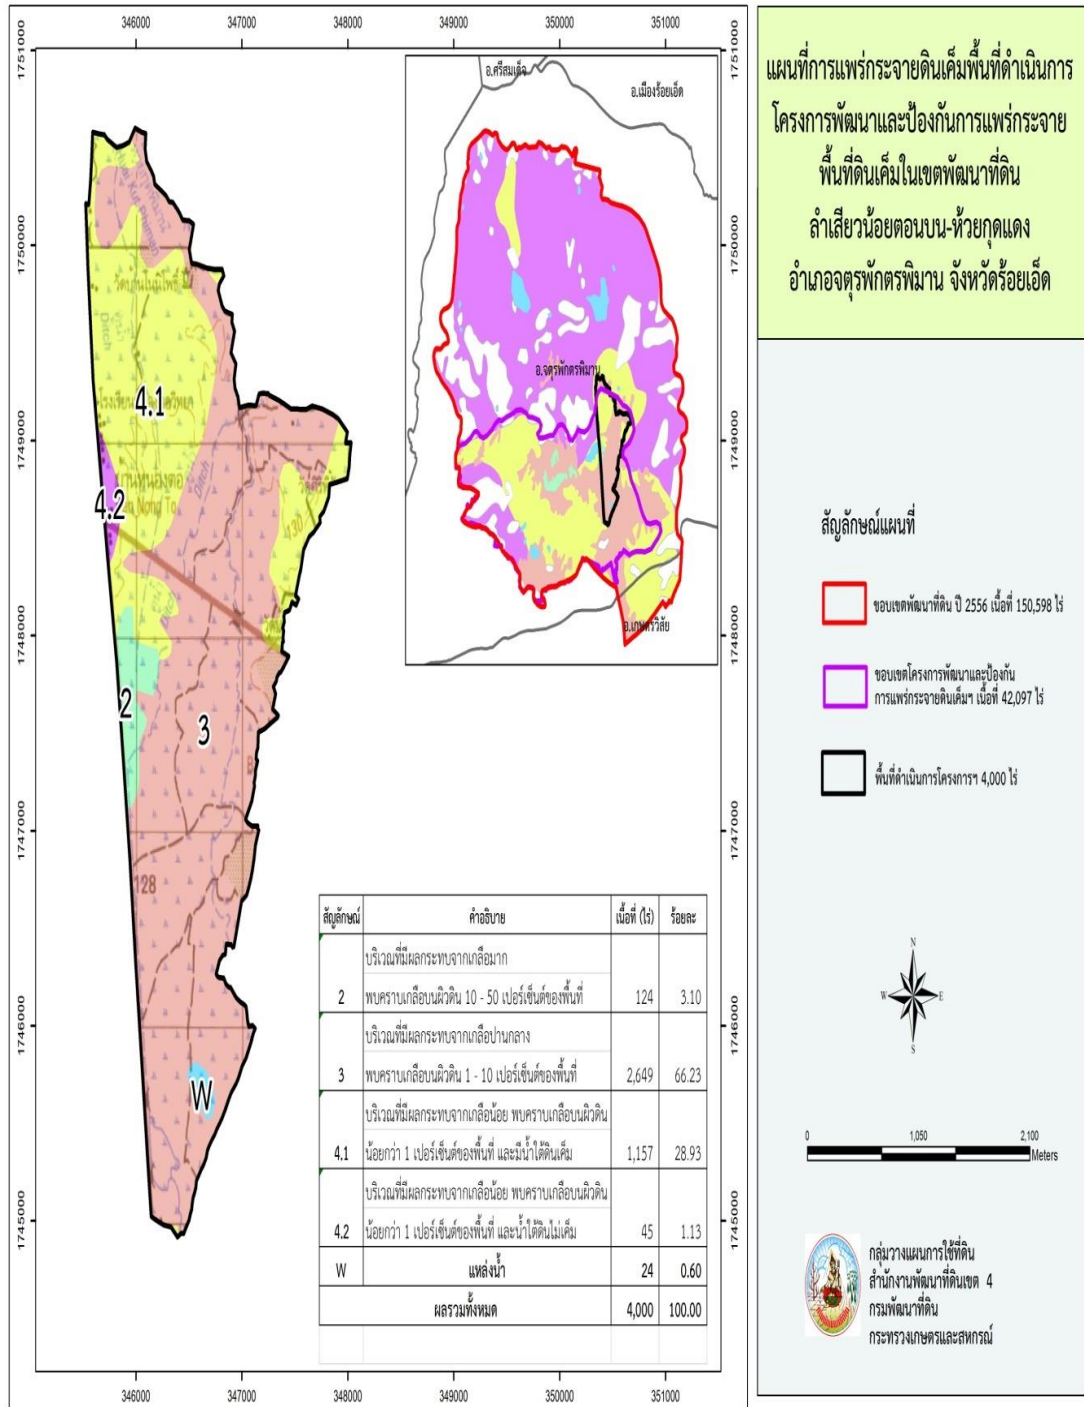 346000 347000 348000 349000 350000 351000
1751000
1750000
1749000
1748000
1747000
1746000
1745000
อ.ศรีสมเด็จ
อ.เมืองร้อยเอ็ด
อ.จตุรพักตรพิมาน
อ.เกษตรวิสัย
4.1
4.2
2
3
W
Ditch
Ditch
130
128
สัญลักษณ์ คำอธิบาย เนื้อที่ (ไร่) ร้อยละ
บริเวณที่มีผลกระทบจากเกลือมาก
2 พบคราบเกลือบนผิวดิน 10 - 50 เปอร์เซ็นต์ของพื้นที่ 124 3.10
บริเวณที่มีผลกระทบจากเกลือปานกลาง
3 พบคราบเกลือบนผิวดิน 1 - 10 เปอร์เซ็นต์ของพื้นที่ 2,649 66.23
บริเวณที่มีผลกระทบจากเกลือน้อย พบคราบเกลือบนผิวดิน
4.1 น้อยกว่า 1 เปอร์เซ็นต์ของพื้นที่ และมีน้ำใต้ดินเค็ม 1,157 28.93
บริเวณที่มีผลกระทบจากเกลือน้อย พบคราบเกลือบนผิวดิน
4.2 น้อยกว่า 1 เปอร์เซ็นต์ของพื้นที่ และน้ำใต้ดินไม่เค็ม 45 1.13
W แหล่งน้ำ 24 0.60
ผลรวมทั้งหมด 4,000 100.00
1751000
1750000
1749000
1748000
1747000
1746000
1745000
346000 347000 348000 349000 350000 351000
แผนที่การแพร่กระจายดินเค็มพื้นที่ดำเนินการ
โครงการพัฒนาและป้องกันการแพร่กระจาย
พื้นที่ดินเค็มในเขตพัฒนาที่ดิน
ลำเสียวน้อยตอนบน-ห้วยกุดแดง
อำเภอจตุรพักตรพิมาน จังหวัดร้อยเอ็ด
สัญลักษณ์แผนที่
ขอบเขตพัฒนาที่ดิน ปี 2556 เนื้อที่ 150,598 ไร่
ขอบเขตโครงการพัฒนาและป้องกัน
การแพร่กระจายดินเค็มฯ เนื้อที่ 42,097 ไร่
พื้นที่ดำเนินการโครงการฯ 4,000 ไร่
N
W E
S
0 1,050 2,100
Meters
กลุ่มวางแผนการใช้ที่ดิน
สำนักงานพัฒนาที่ดินเขต 4
กรมพัฒนาที่ดิน
กระทรวงเกษตรและสหกรณ์